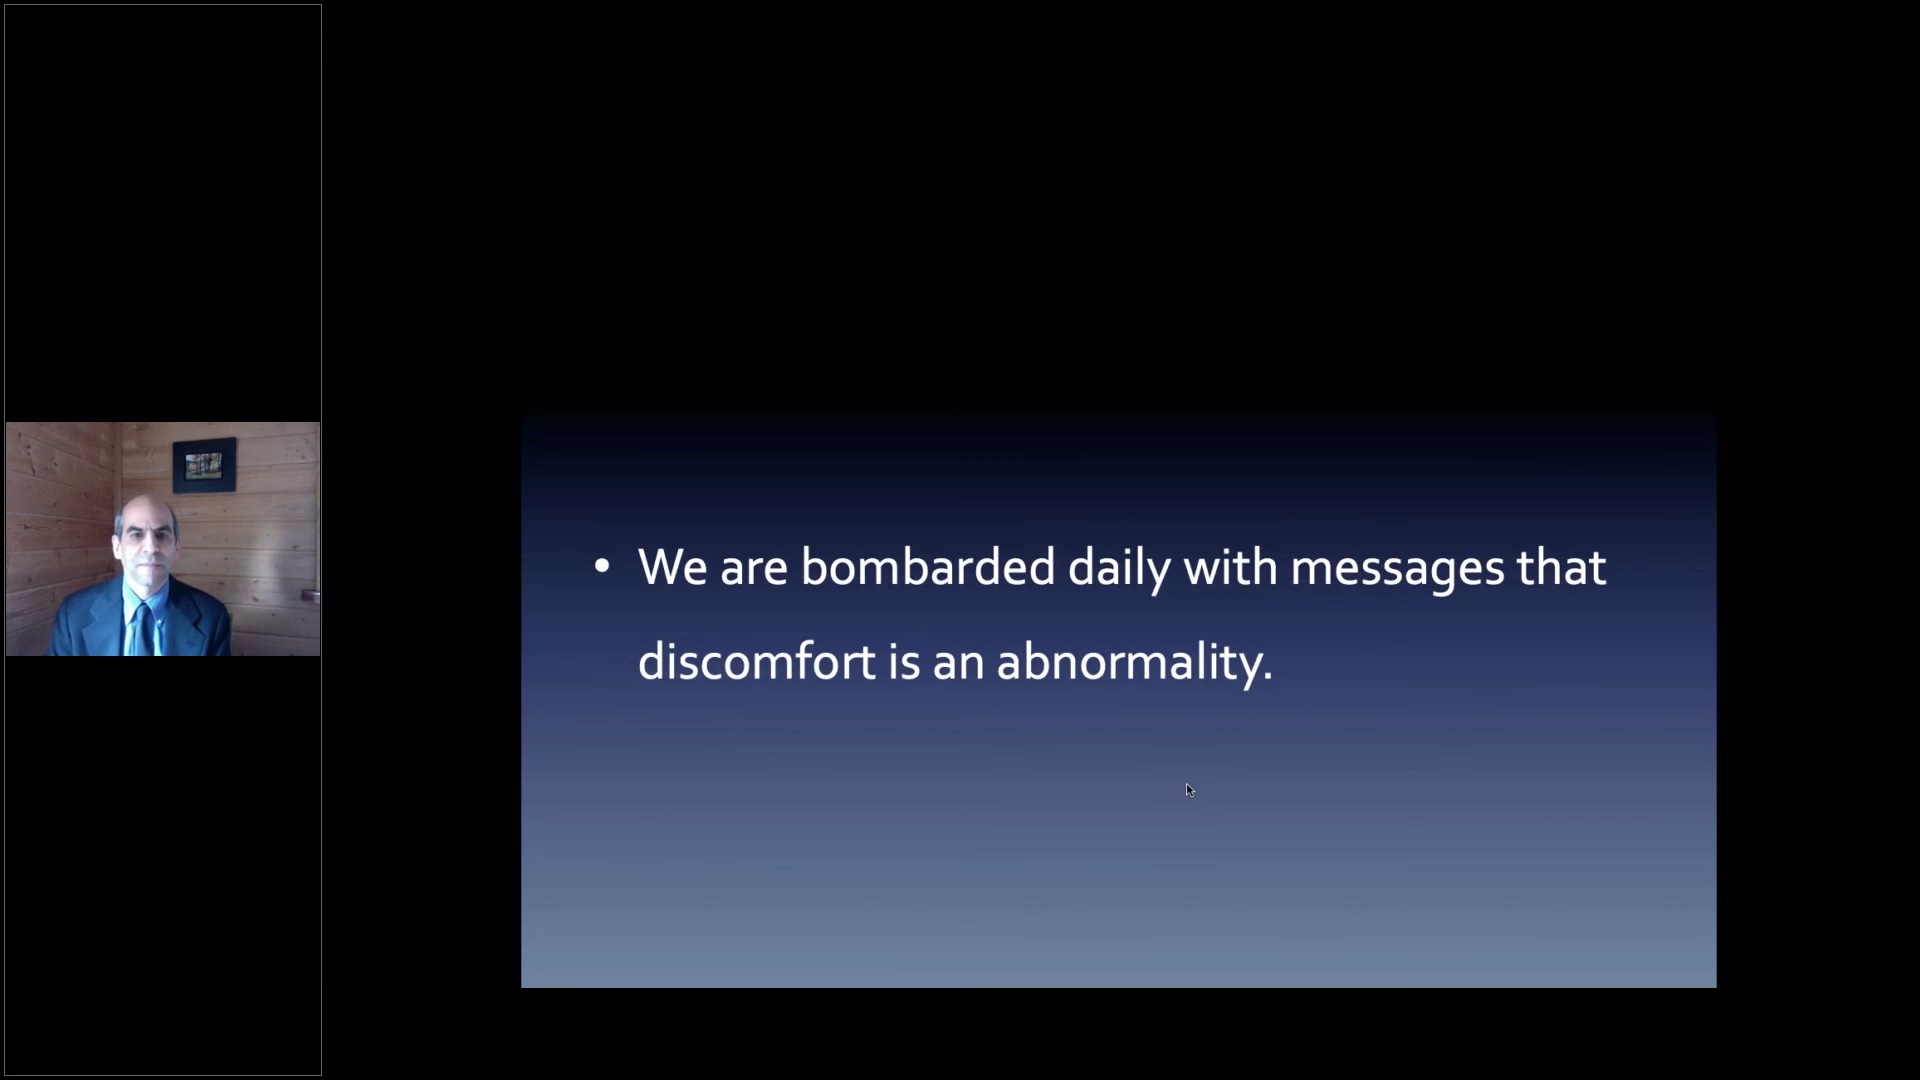 • We are bombarded daily with messages that
discomfort is an abnormality.